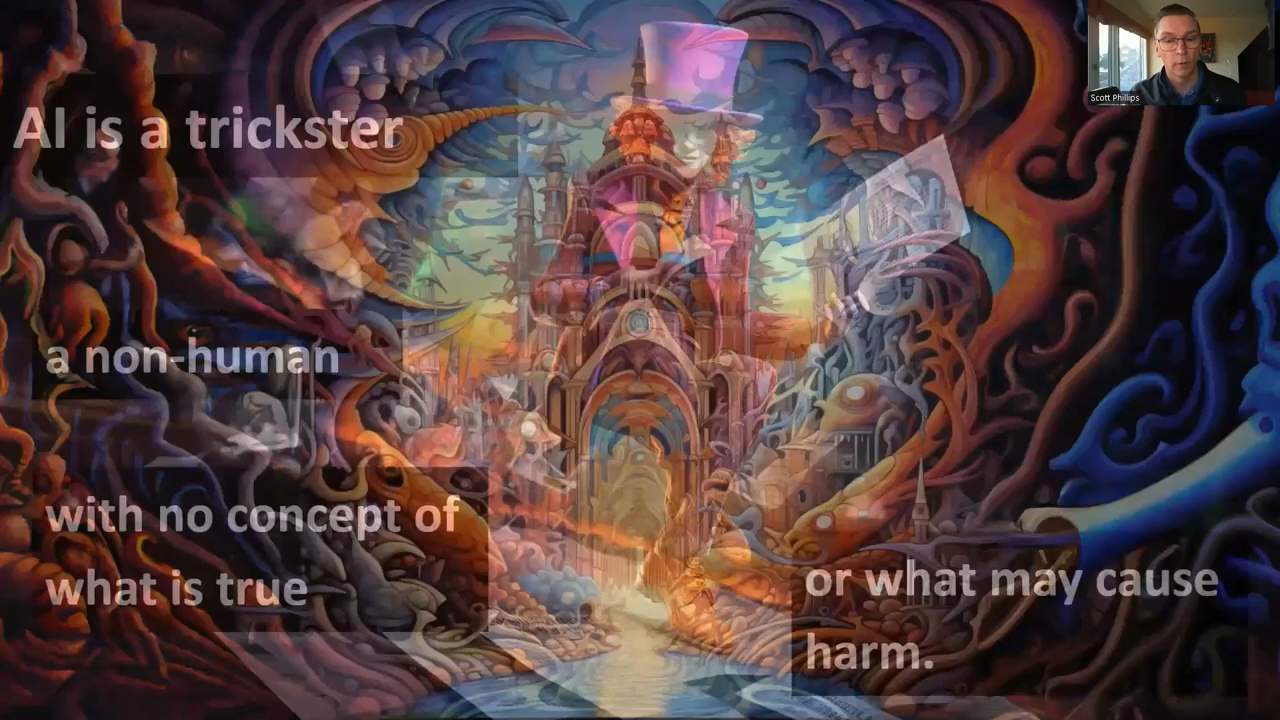 AI is a trickster
a non-human
with no concept of
what is true
or what may cause
harm.
Scott Phillips